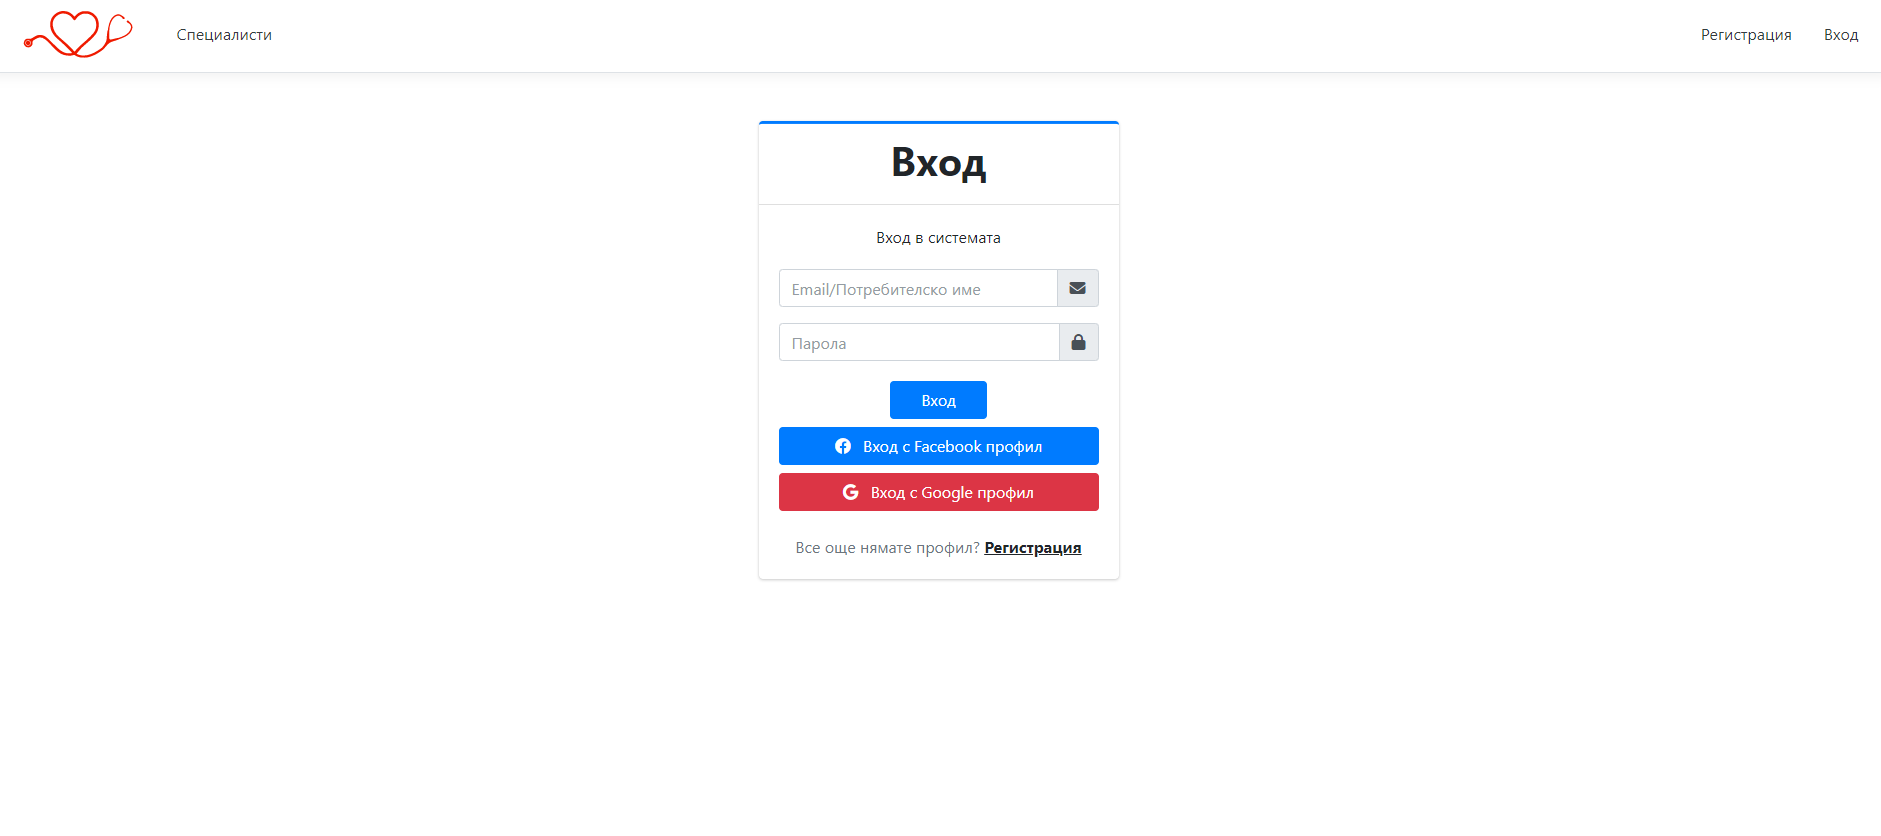 Специалисти
Регистрация
Вход
Вход
Вход в системата
Email/Потребителско име
Парола
Вход
Вход с Facebook профил
Вход с Google профил
Все още нямате профил? Регистрация